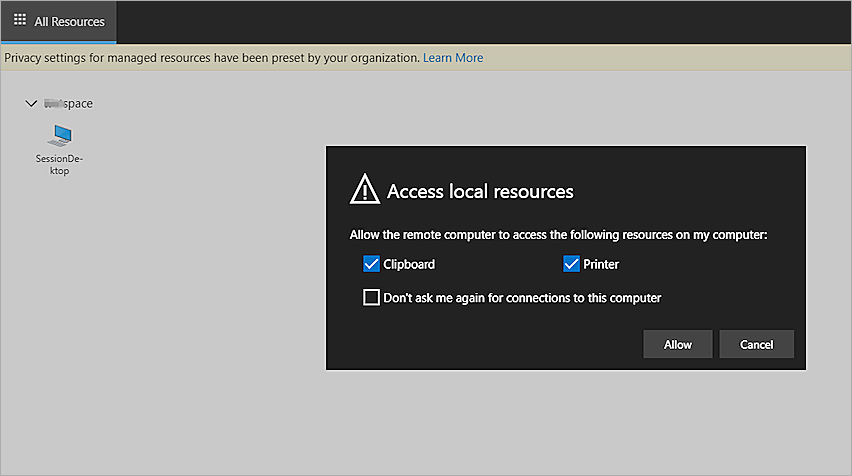 All Resources
Privacy settings for managed resources have been preset by your organization. Learn More
space
SessionDe-
ktop
Access local resources
Allow the remote computer to access the following resources on my computer:
Clipboard
Printer
Don't ask me again for connections to this computer
Allow
Cancel